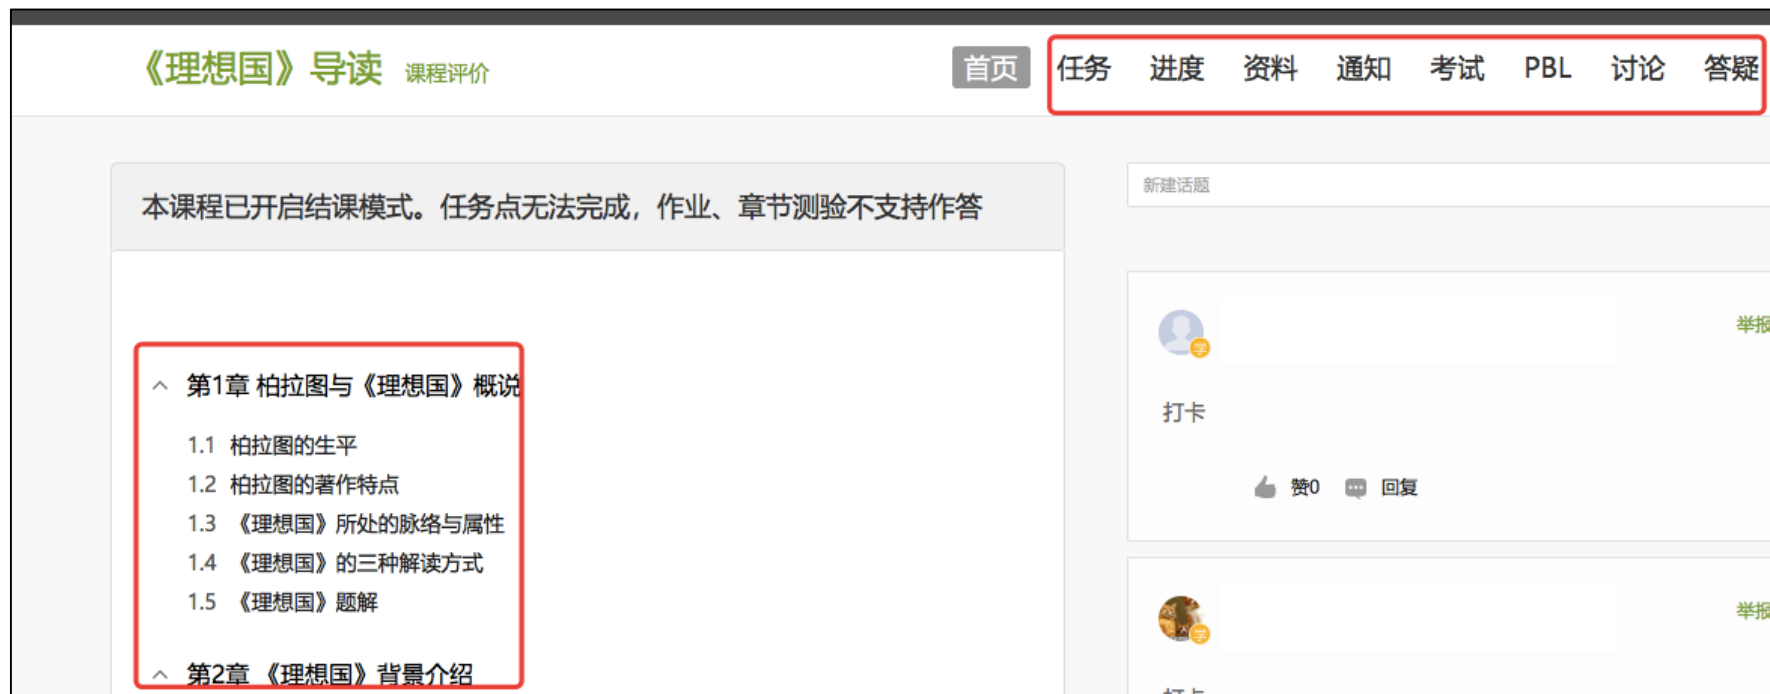 《理想国》导读 课程评价
首页 任务 进度 资料 通知 考试 PBL 讨论 答疑
本课程已开启结课模式。任务点无法完成，作业、章节测验不支持作答
第1章 柏拉图与《理想国》概说
1.1 柏拉图的生平
1.2 柏拉图的著作特点
1.3 《理想国》所处的脉络与属性
1.4 《理想国》的三种解读方式
1.5 《理想国》题解
第2章 《理想国》背景介绍
新建话题
学
举报
打卡
赞0 回复
学
举报
打卡